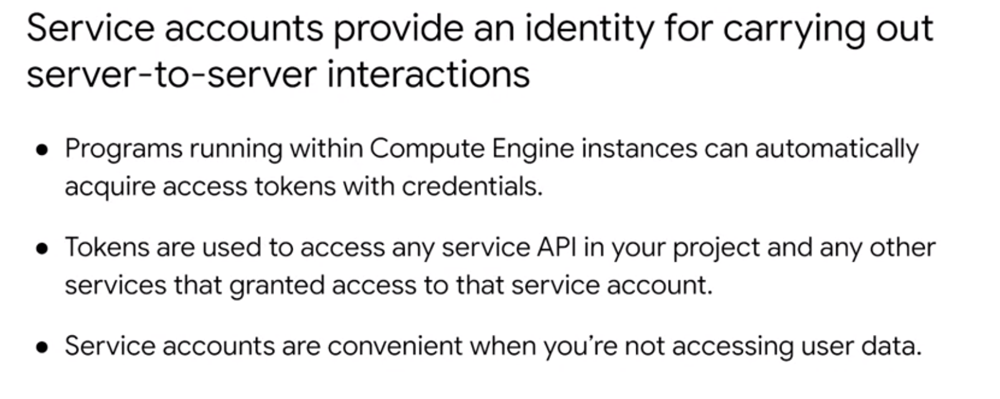 Service accounts provide an identity for carrying out
server-to-server interactions
● Programs running within Compute Engine instances can automatically
acquire access tokens with credentials.
● Tokens are used to access any service API in your project and any other
services that granted access to that service account.
● Service accounts are convenient when you’re not accessing user data.